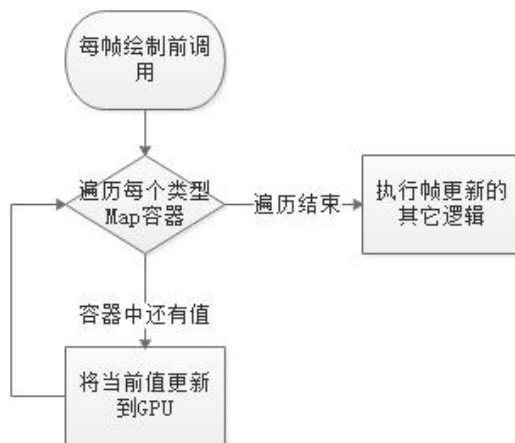 每帧绘制前调
用
遍历每个类型
Map容器
遍历结束
执行帧更新的
其它逻辑
容器中还有值
将当前值更新
到GPU